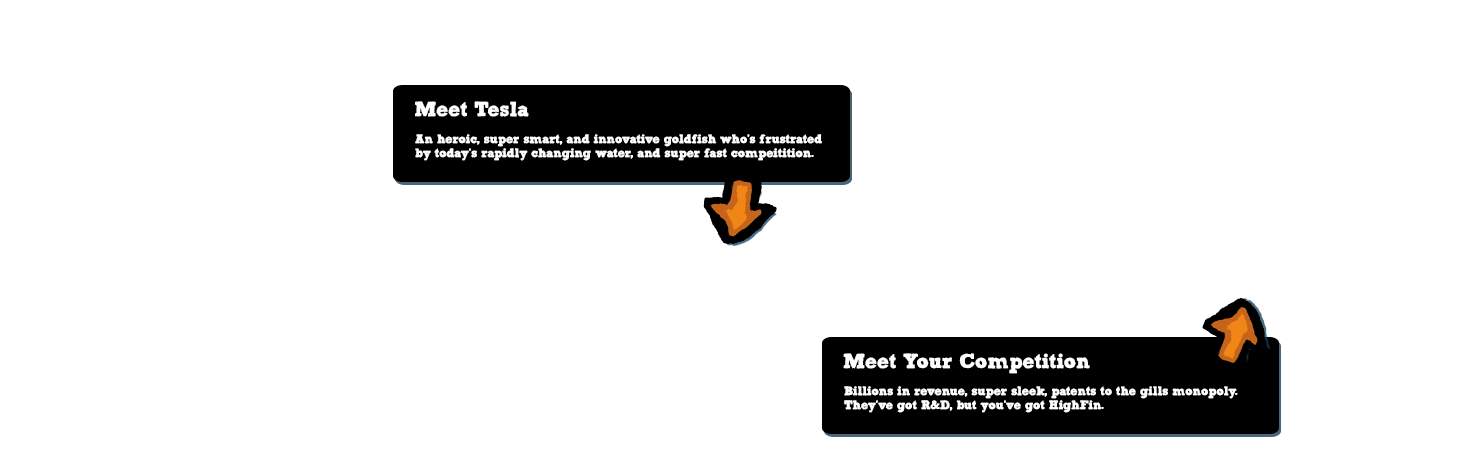 Meet Tesla
An heroic, super smart, and innovative goldfish who's frustrated
by today's rapidly changing water, and super fast compeitition.
Meet Your Competition
Billions in revenue, super sleek, patents to the gills monopoly.
They've got R&D, but you've got HighFin.